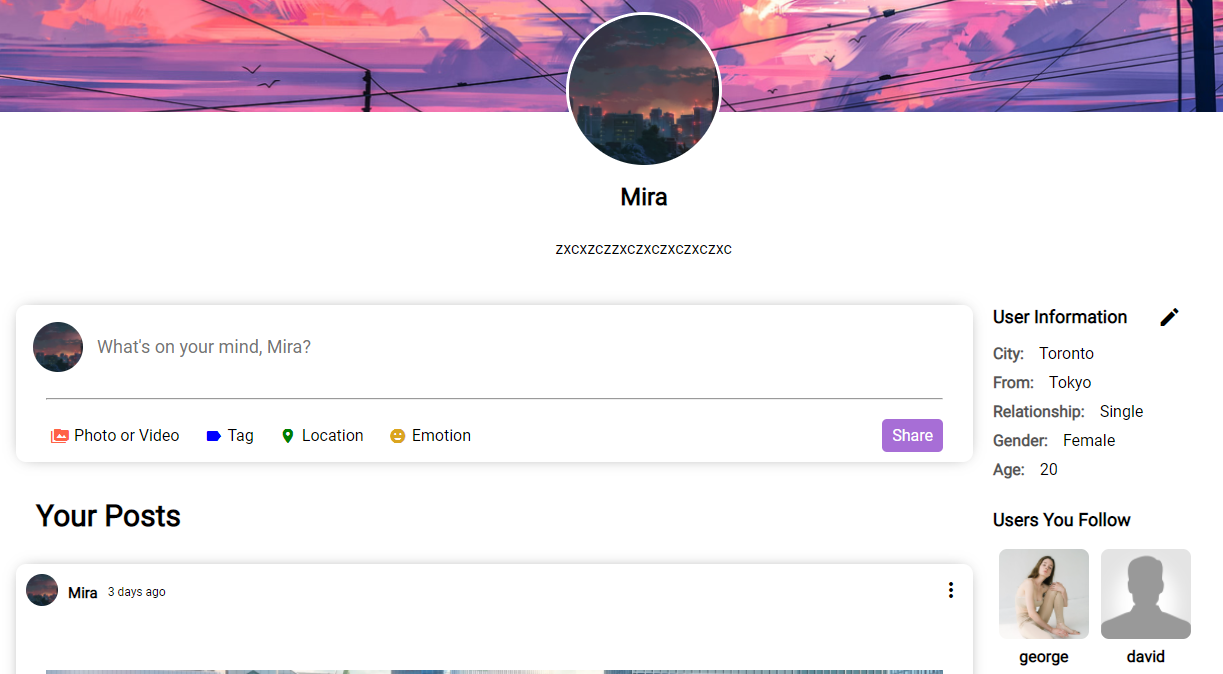 Mira
zxcxzczzxczxczxczxczxc
What's on your mind, Mira?
Photo or Video Tag Location Emotion Share
Your Posts
Mira 3 days ago
User Information
City: Toronto
From: Tokyo
Relationship: Single
Gender: Female
Age: 20
Users You Follow
george david